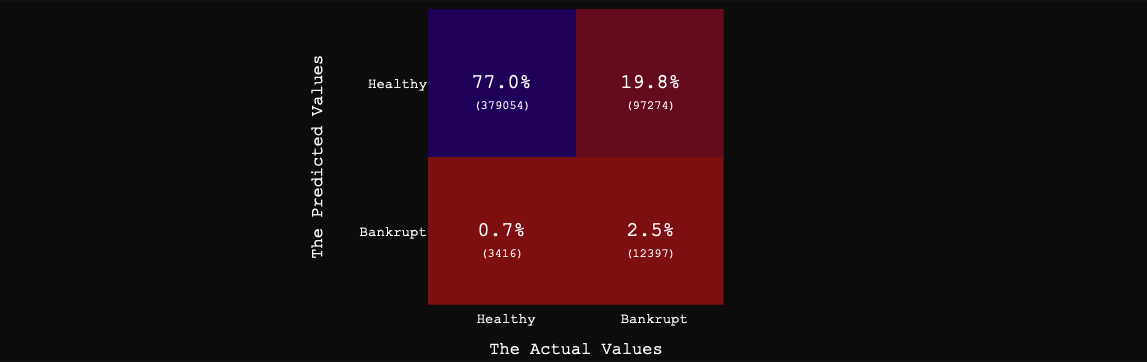 The Predicted Values
Healthy
77.0%
(379054)
19.8%
(97274)
Bankrupt
0.7%
(3416)
2.5%
(12397)
Healthy
Bankrupt
The Actual Values